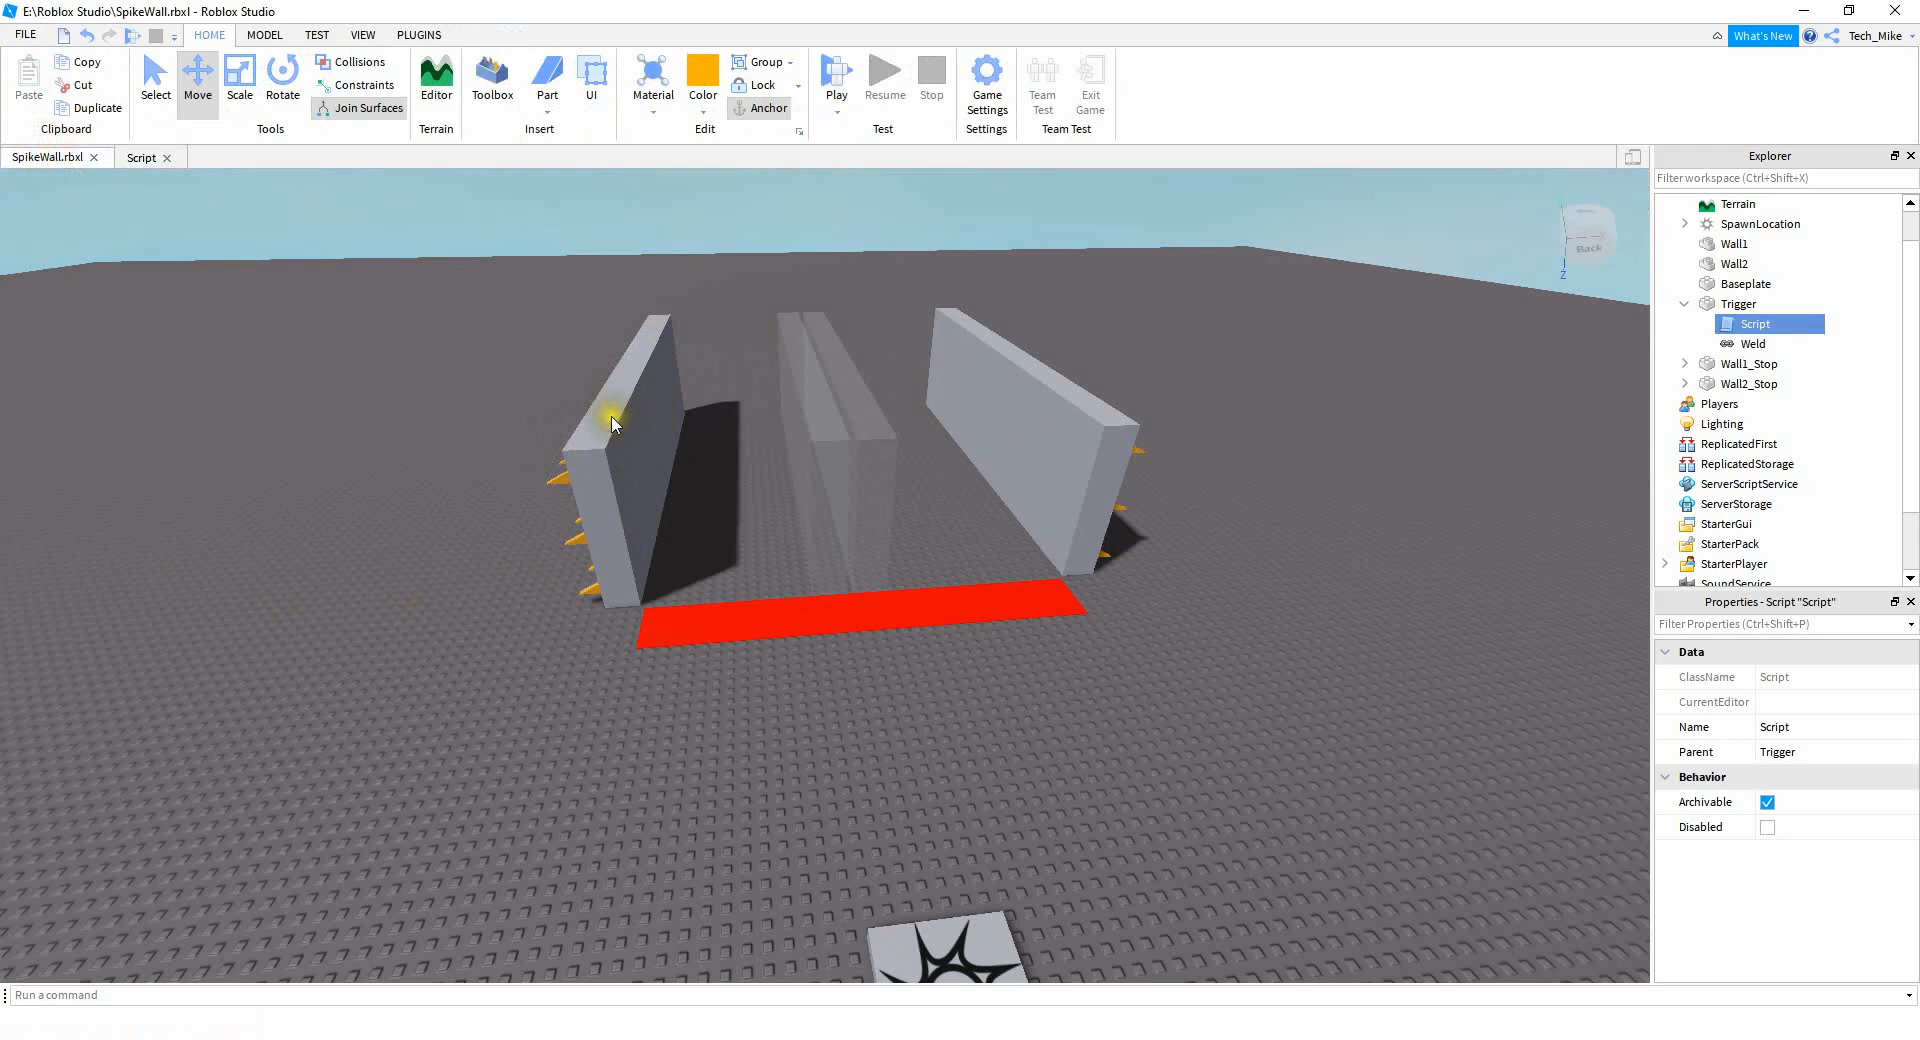 E:\Roblox Studio\SpikeWall.rbxl - Roblox Studio
FILE HOME MODEL TEST VIEW PLUGINS What's New Tech_Mike
Paste Copy Cut Duplicate Clipboard
Select Move Scale Rotate Collisions Constraints Join Surfaces Tools
Editor Terrain
Toolbox Part UI Insert
Material Color Group Lock Anchor Edit
Play Resume Stop Test
Game Settings Settings
Team Test Exit Game Team Test
SpikeWall.rbxl Script
Back
Z
Explorer
Filter workspace (Ctrl+Shift+X)
Terrain
SpawnLocation
Wall1
Wall2
Baseplate
Trigger
Script
Weld
Wall1_Stop
Wall2_Stop
Players
Lighting
ReplicatedFirst
ReplicatedStorage
ServerScriptService
ServerStorage
StarterGui
StarterPack
StarterPlayer
SoundService
Properties - Script "Script"
Filter Properties (Ctrl+Shift+P)
Data
ClassName Script
CurrentEditor
Name Script
Parent Trigger
Behavior
Archivable
Disabled
Run a command